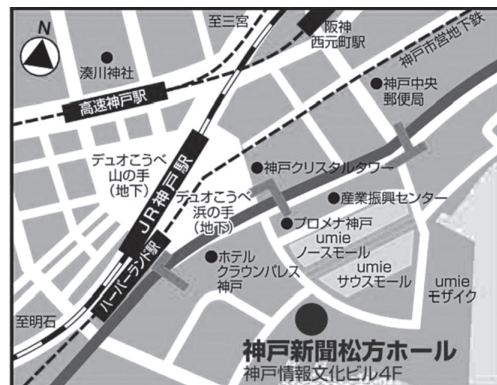 N
至三宮
阪神
西元町駅
神戸市営地下鉄
湊川神社
高速神戸駅
神戸中央
郵便局
デュオこうべ
山の手
(地下)
JR神戸駅
神戸クリスタルタワー
デュオこうべ
浜の手
(地下)
産業振興センター
プロメナ神戸
umie
ノースモール
umie
サウスモール
umie
モザイク
ハーバーランド駅
ホテル
クラウンパレス
神戸
至明石
神戸新聞松方ホール
神戸情報文化ビル4F